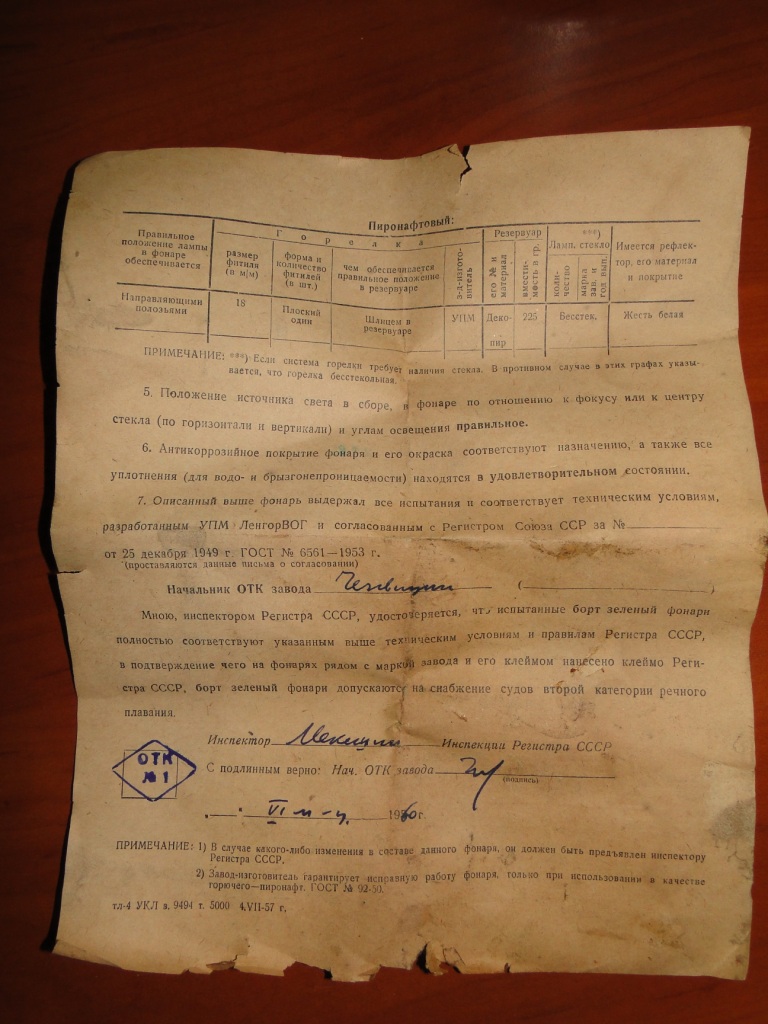 Пиронафтовый:
Правильное положение лампы в фонаре обеспечивается
Горелка
размер фитиля (в м/м)
форма и количество фитилей (в шт.)
чем обеспечивается правильное положение в резервуаре
з-д-изготовитель
Резервуар
его № и материал
вместимость в гр.
***) Ламп. стекло
количество
марка зав. и год вып.
Имеется рефлектор, его материал и покрытие
Направляющими полозьями
18
Плоский один
Шлицем в резервуаре
УПМ
Декопир
225
Бесстек.
Жесть белая
ПРИМЕЧАНИЕ: ***) Если система горелки требует наличия стекла. В противном случае в этих графах указывается, что горелка бесстекольная.
5. Положение источника света в сборе, в фонаре по отношению к фокусу или к центру
стекла (по горизонтали и вертикали) и углам освещения правильное.
6. Антикоррозийное покрытие фонаря и его окраска соответствуют назначению, а также все
уплотнения (для водо- и брызгонепроницаемости) находятся в удовлетворительном состоянии.
7. Описанный выше фонарь выдержал все испытания и соответствует техническим условиям,
разработанным УПМ ЛенгорВОГ и согласованным с Регистром Союза ССР за №
от 25 декабря 1949 г. ГОСТ № 6561—1953 г.
(проставляются данные письма о согласовании)
Начальник ОТК завода (                    )
Мною, инспектором Регистра СССР, удостоверяется, что испытанные борт зеленый фонари
полностью соответствуют указанным выше техническим условиям и правилам Регистра СССР,
в подтверждение чего на фонарях рядом с маркой завода и его клеймом нанесено клеймо Реги-
стра СССР, борт зеленый фонари допускаются на снабжение судов второй категории речного
плавания.
Инспектор Инспекции Регистра СССР
ОТК
№ 1
С подлинным верно: Нач. ОТК завода
(подпись)
VI 1960г.
ПРИМЕЧАНИЕ: 1) В случае какого-либо изменения в составе данного фонаря, он должен быть предъявлен инспектору
Регистра СССР.
2) Завод-изготовитель гарантирует исправную работу фонаря, только при использовании в качестве
горючего—пиронафт. ГОСТ № 92-50.
тл-4 УКЛ в. 9494 т. 5000 4.VII-57 г.